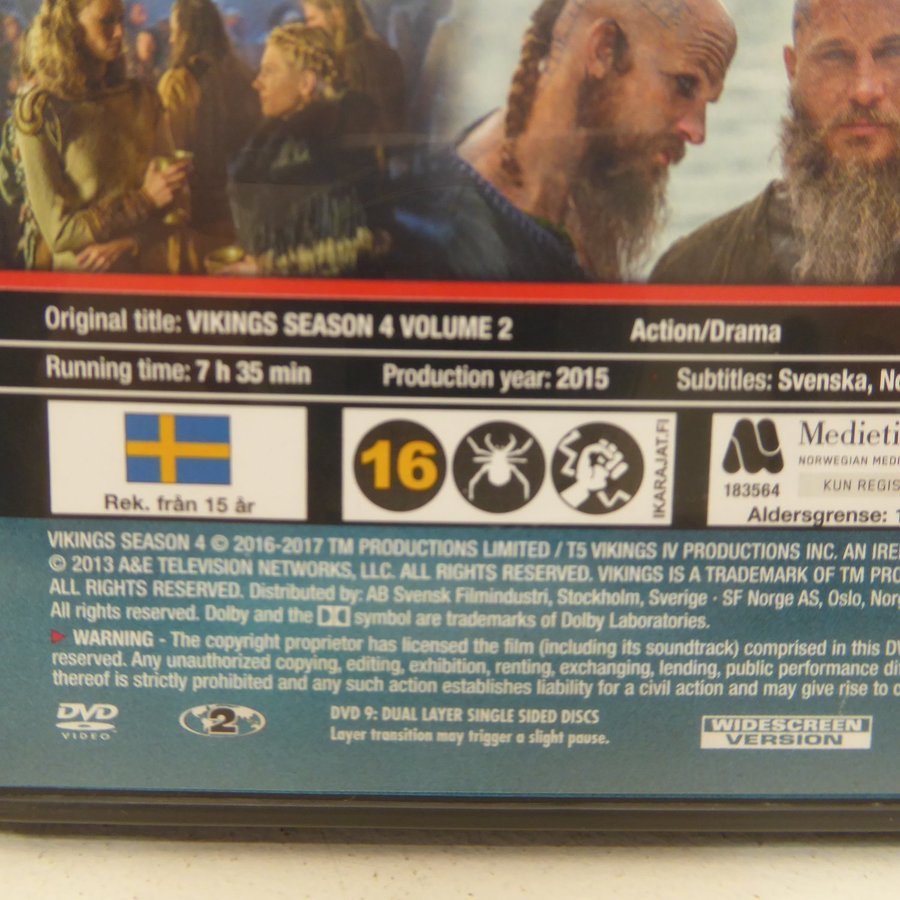 Original title: VIKINGS SEASON 4 VOLUME 2 Action/Drama
Running time: 7 h 35 min Production year: 2015 Subtitles: Svenska,
Rek. från 15 år
16
IKARAJAT.FI
183564
NORWEGIAN
KUN
Aldersgrense:
VIKINGS SEASON 4 © 2016-2017 TM PRODUCTIONS LIMITED / T5 VIKINGS IV PRODUCTIONS INC. AN
© 2013 A&E TELEVISION NETWORKS, LLC. ALL RIGHTS RESERVED. VIKINGS IS A TRADEMARK OF TM
ALL RIGHTS RESERVED. Distributed by: AB Svensk Filmindustri, Stockholm, Sverige · SF Norge AS, Oslo,
All rights reserved. Dolby and the symbol are trademarks of Dolby Laboratories.
WARNING - The copyright proprietor has licensed the film (including its soundtrack) comprised in this
reserved. Any unauthorized copying, editing, exhibition, renting, exchanging, lending, public performance
thereof is strictly prohibited and any such action establishes liability for a civil action and may give rise to
DVD
VIDEO
2
DVD 9: DUAL LAYER SINGLE SIDED DISCS
Layer transition may trigger a slight pause.
WIDESCREEN
VERSION